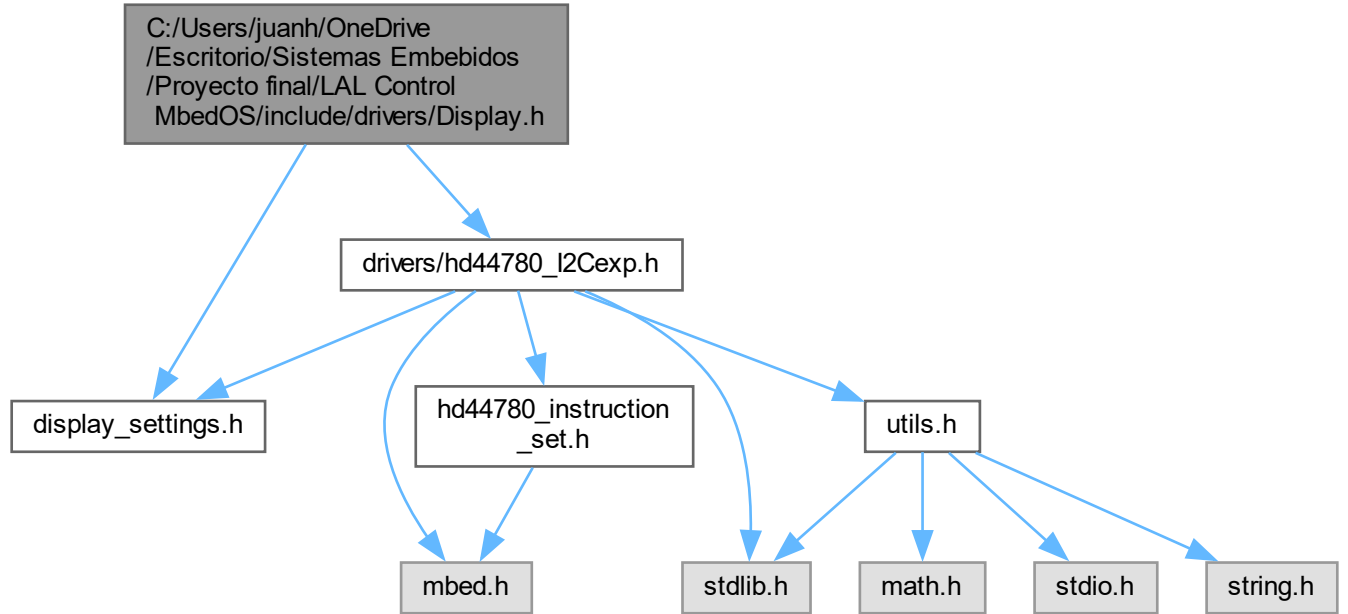 C:/Users/juanh/OneDrive
/Escritorio/Sistemas Embebidos
/Proyecto final/LAL Control
MbedOS/include/drivers/Display.h
drivers/hd44780_I2Cexp.h
display_settings.h
hd44780_instruction
_set.h
utils.h
mbed.h
stdlib.h
math.h
stdio.h
string.h